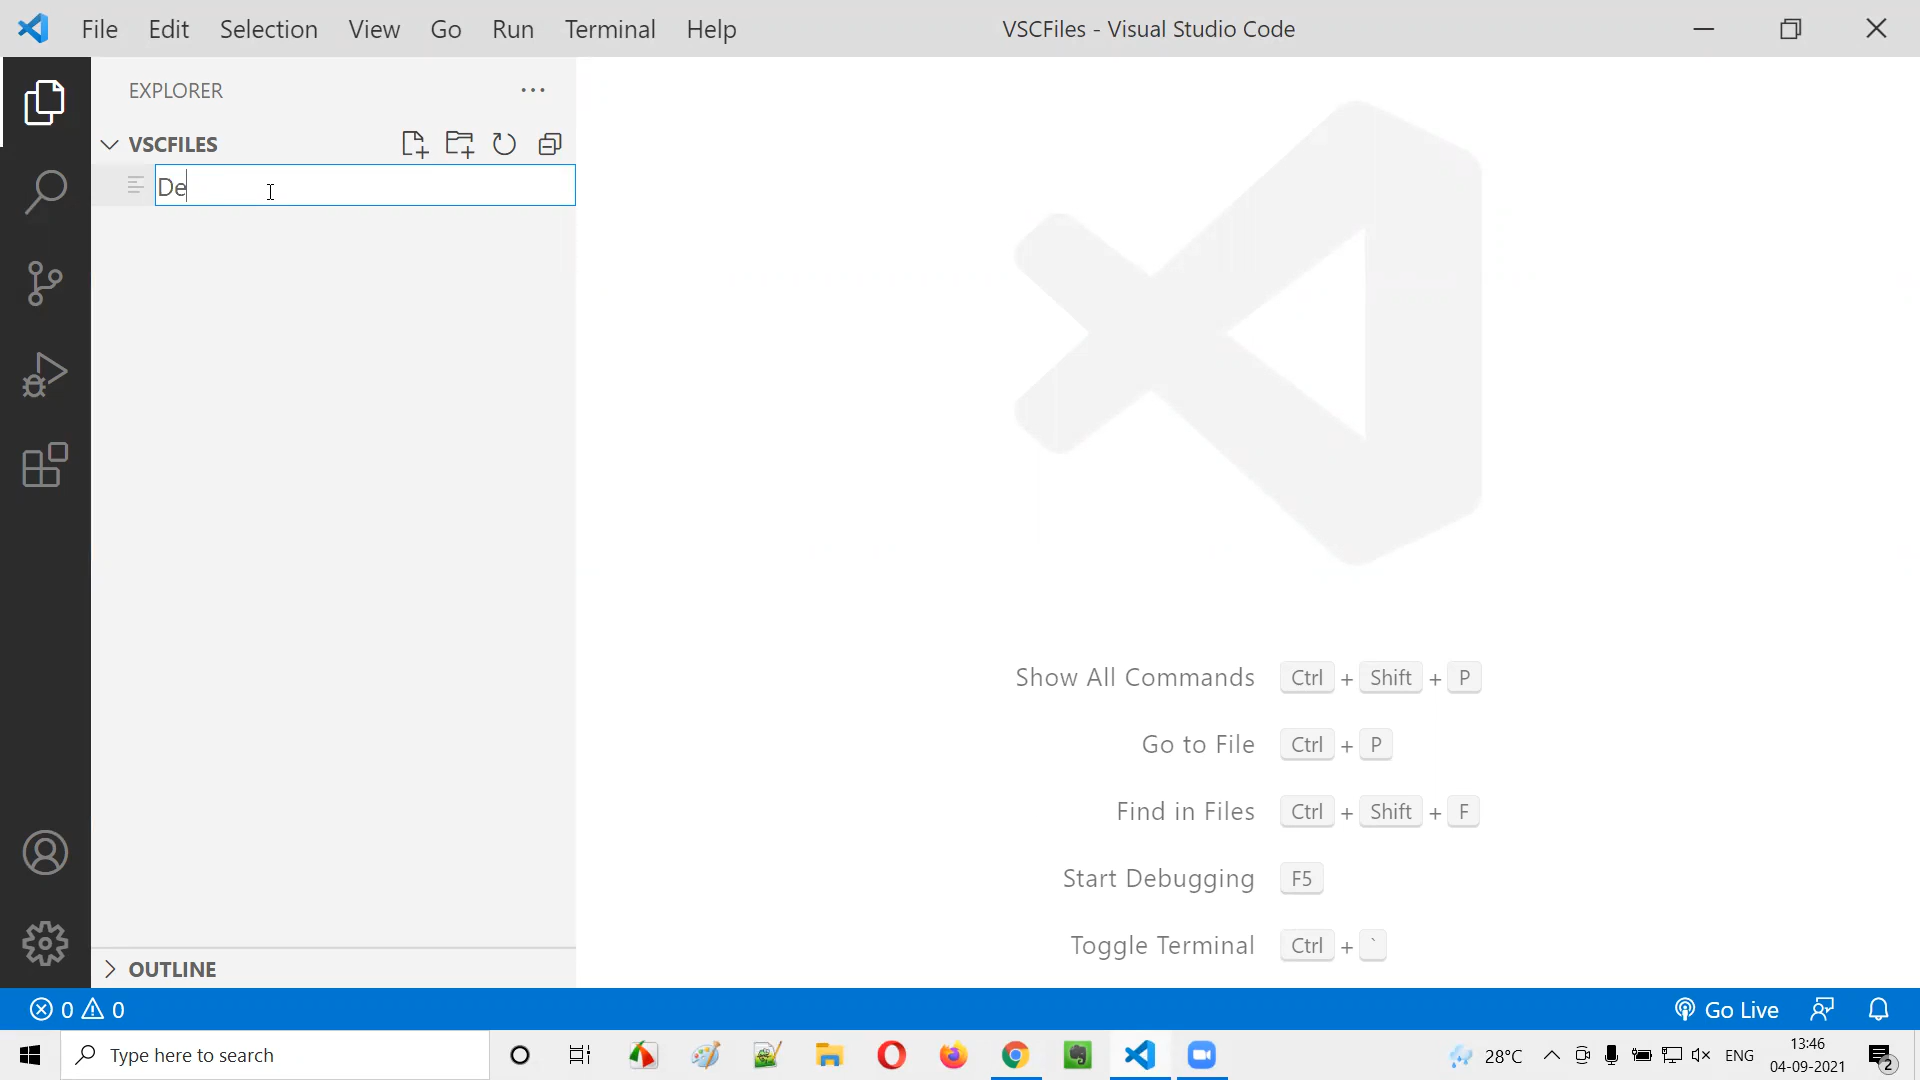 File Edit Selection View Go Run Terminal Help VSCFiles - Visual Studio Code
EXPLORER
VSCFILES
De
Show All Commands Ctrl + Shift + P
Go to File Ctrl + P
Find in Files Ctrl + Shift + F
Start Debugging F5
Toggle Terminal Ctrl + `
OUTLINE
0 0 Go Live
Type here to search 28°C ENG 13:46
04-09-2021 2